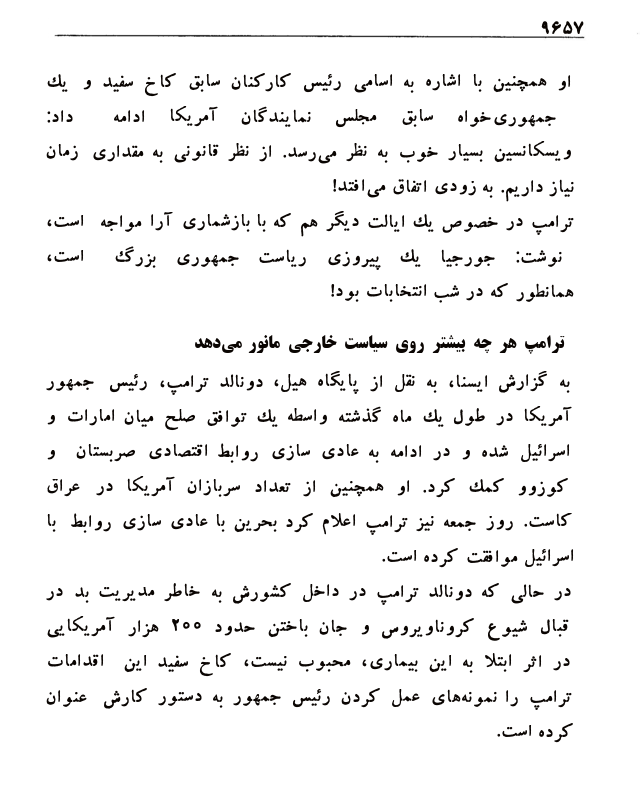 ۹۶۵۷
او همچنین با اشاره به اسامی رئیس کارکنان سابق کاخ سفید و یك
جمهوری‌خواه سابق مجلس نمایندگان آمریکا ادامه داد:
ویسکانسین بسیار خوب به نظر می‌رسد. از نظر قانونی به مقداری زمان
نیاز داریم. به زودی اتفاق می‌افتد!
ترامپ در خصوص یك ایالت دیگر هم که با بازشماری آرا مواجه است،
نوشت: جورجیا یك پیروزی ریاست جمهوری بزرگ است،
همانطور که در شب انتخابات بود!
ترامپ هر چه بیشتر روی سیاست خارجی مانور می‌دهد
به گزارش ایسنا، به نقل از پایگاه هیل، دونالد ترامپ، رئیس جمهور
آمریکا در طول یك ماه گذشته واسطه یك توافق صلح میان امارات و
اسرائیل شده و در ادامه به عادی سازی روابط اقتصادی صربستان و
کوزوو کمك کرد. او همچنین از تعداد سربازان آمریکا در عراق
کاست. روز جمعه نیز ترامپ اعلام کرد بحرین با عادی سازی روابط با
اسرائیل موافقت کرده است.
در حالی که دونالد ترامپ در داخل کشورش به خاطر مدیریت بد در
قبال شیوع کروناویروس و جان باختن حدود ۲۰۰ هزار آمریکایی
در اثر ابتلا به این بیماری، محبوب نیست، کاخ سفید این اقدامات
ترامپ را نمونه‌های عمل کردن رئیس جمهور به دستور کارش عنوان
کرده است.